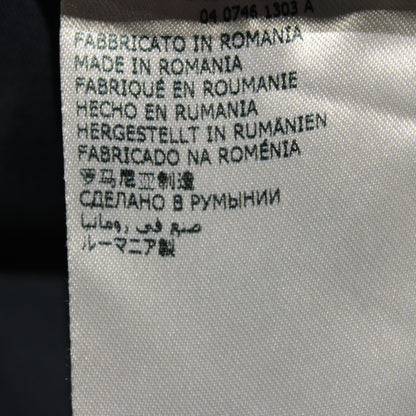 04 0746 1303 A
FABBRICATO IN ROMANIA
MADE IN ROMANIA
FABRIQUÉ EN ROUMANIE
HECHO EN RUMANIA
HERGESTELLT IN RUMÄNIEN
FABRICADO NA ROMÉNIA
罗马尼亚制造
СДЕЛАНО В РУМЫНИИ
صنع في رومانيا
ルーマニア製